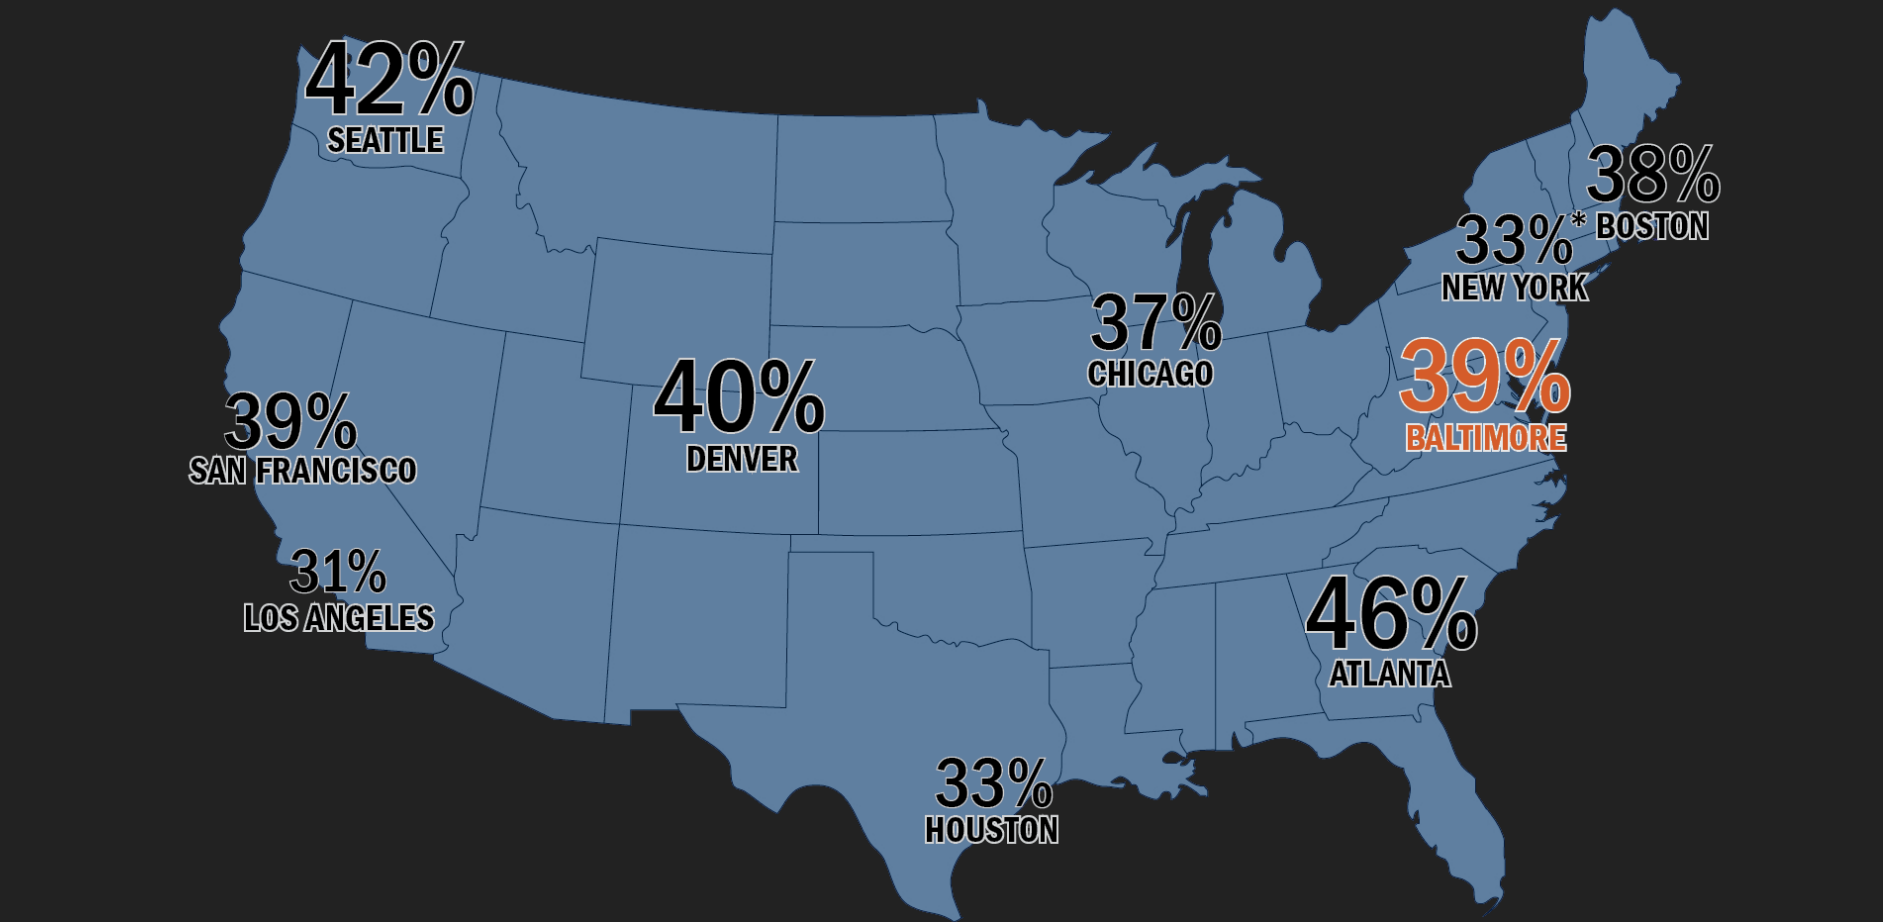 42%
SEATTLE
38%
BOSTON
33%*
NEW YORK
37%
CHICAGO
39%
BALTIMORE
40%
DENVER
39%
SAN FRANCISCO
31%
LOS ANGELES
46%
ATLANTA
33%
HOUSTON